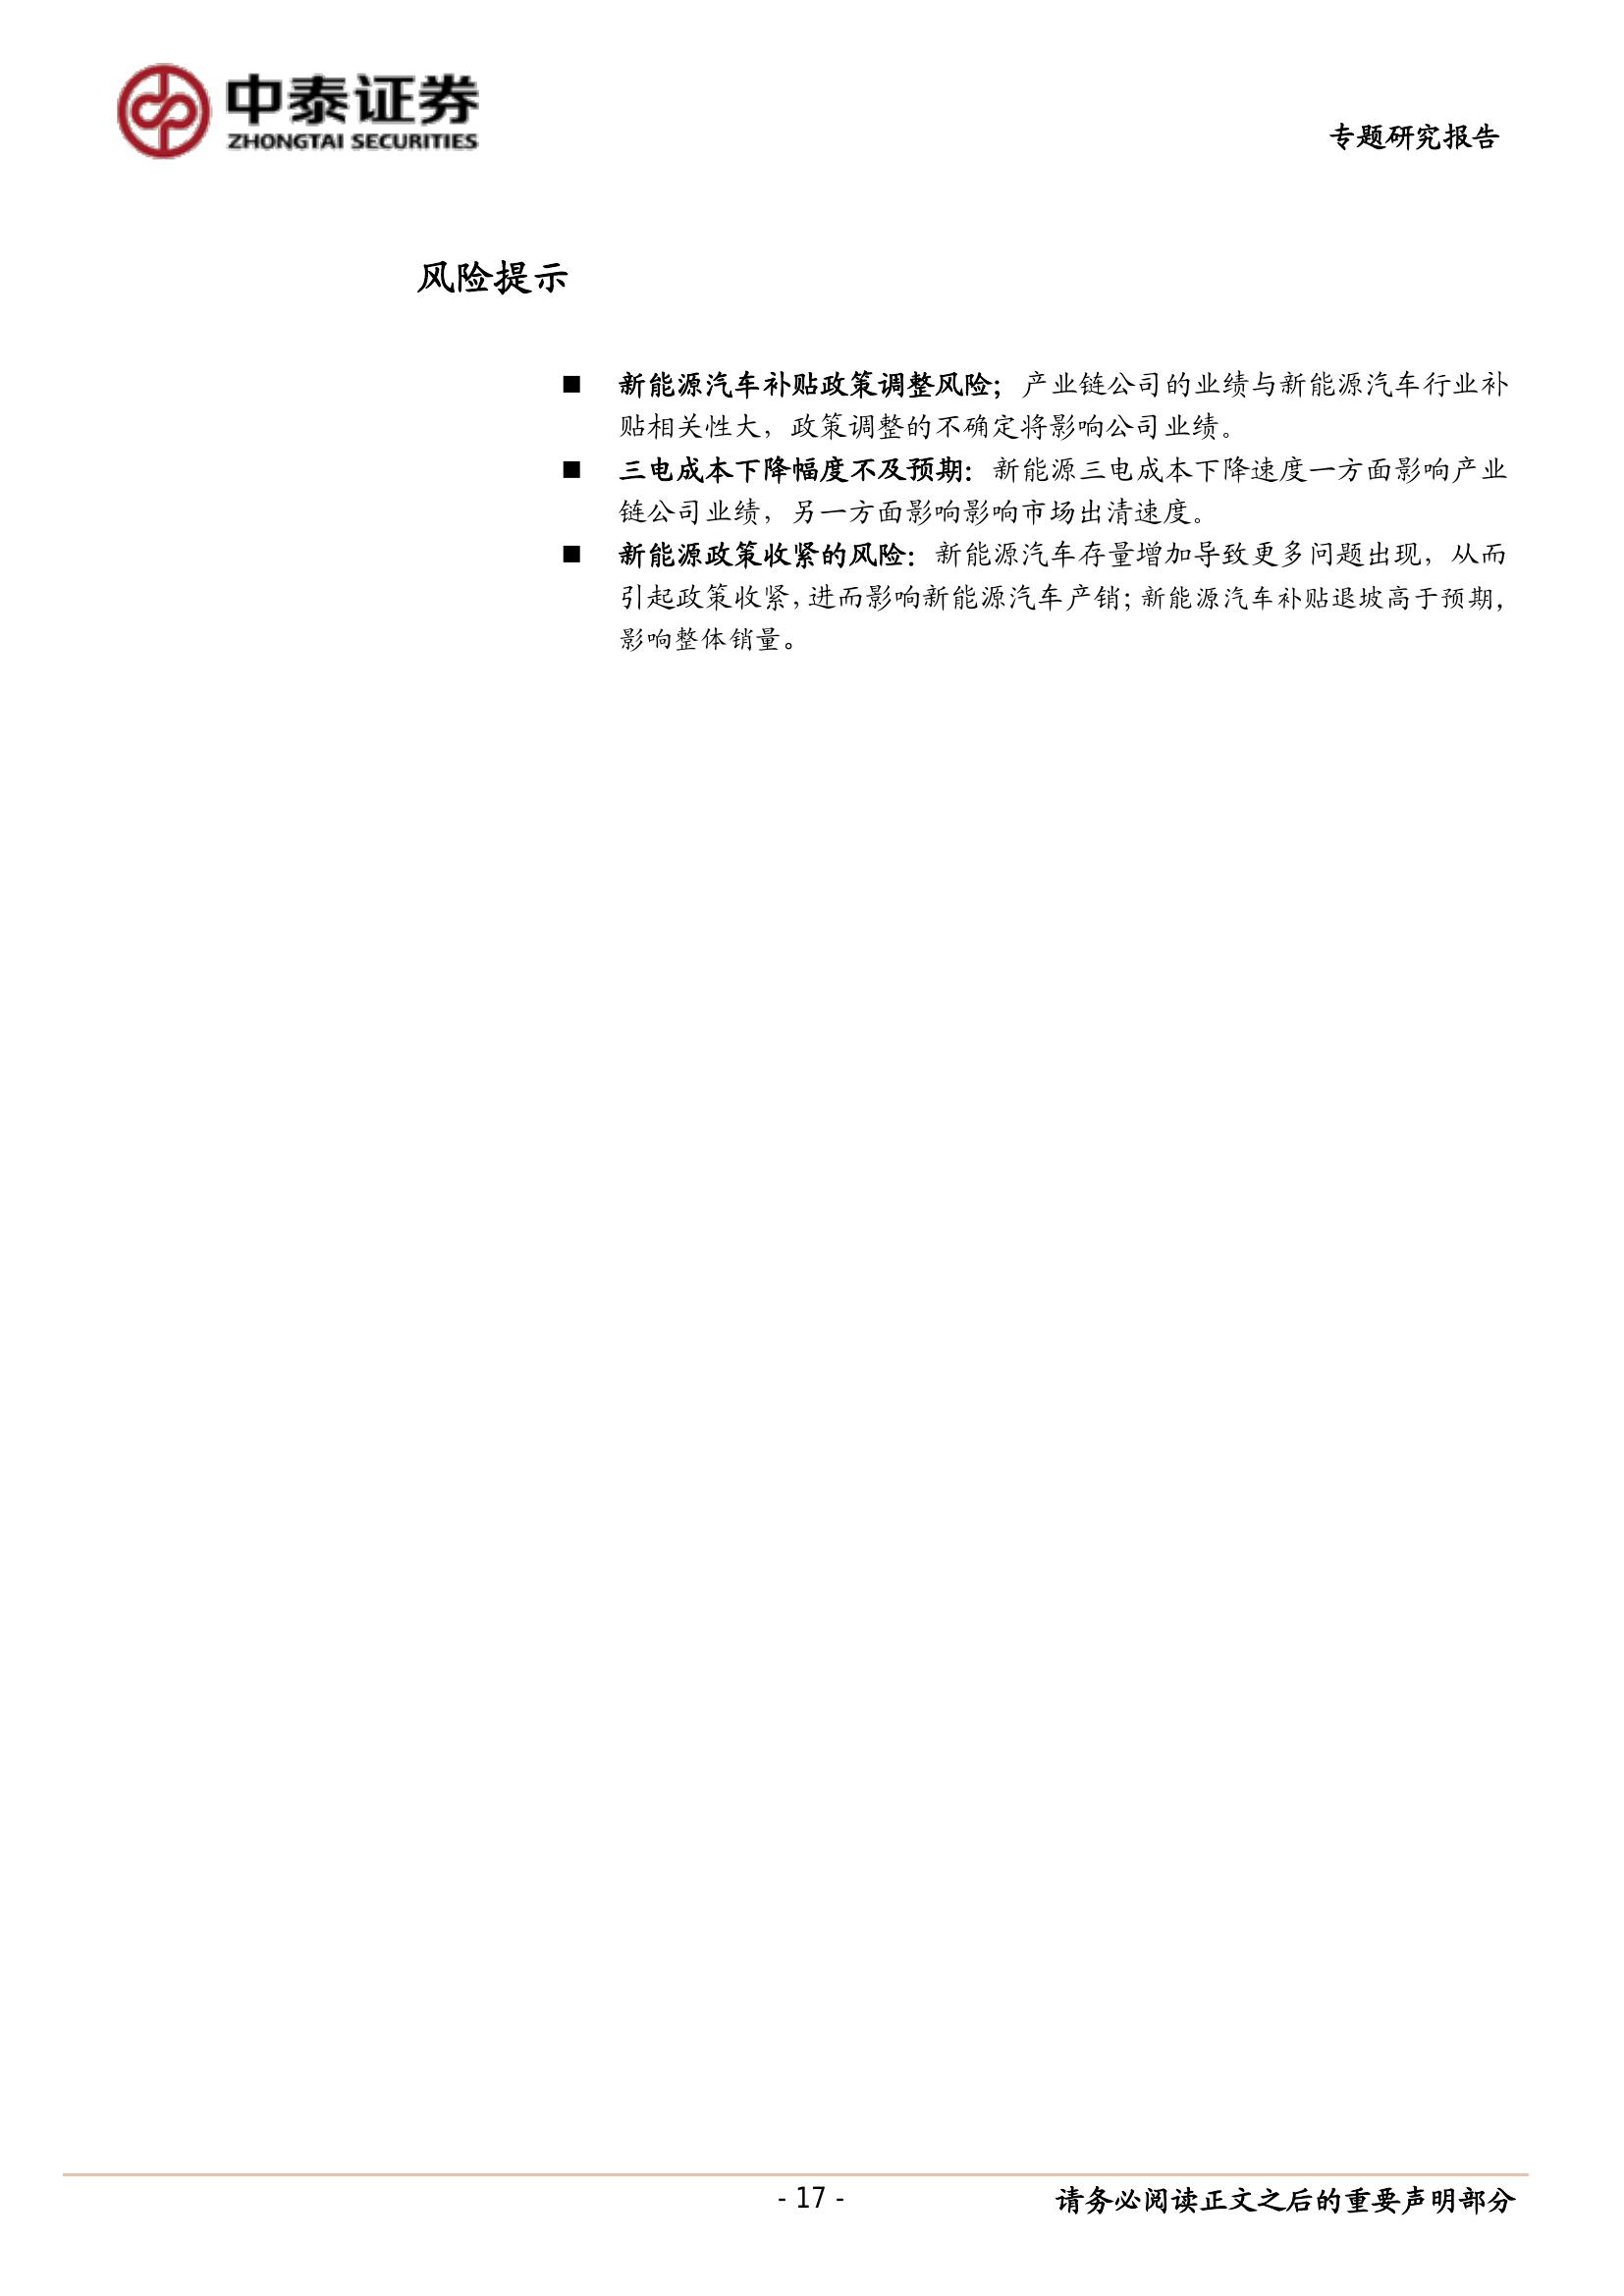 中泰证券
ZHONGTAI SECURITIES
专题研究报告
风险提示
■ 新能源汽车补贴政策调整风险；产业链公司的业绩与新能源汽车行业补
贴相关性大，政策调整的不确定将影响公司业绩。
■ 三电成本下降幅度不及预期：新能源三电成本下降速度一方面影响产业
链公司业绩，另一方面影响影响市场出清速度。
■ 新能源政策收紧的风险：新能源汽车存量增加导致更多问题出现，从而
引起政策收紧，进而影响新能源汽车产销；新能源汽车补贴退坡高于预期，
影响整体销量。
- 17 -
请务必阅读正文之后的重要声明部分